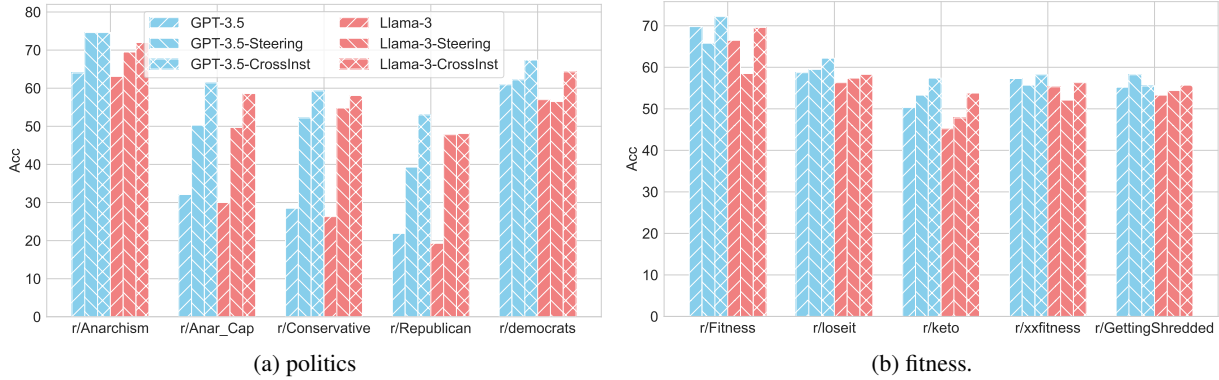 80
70
60
50
40
30
20
10
0
Acc
GPT-3.5
GPT-3.5-Steering
GPT-3.5-CrossInst
Llama-3
Llama-3-Steering
Llama-3-CrossInst
r/Anarchism r/Anar_Cap r/Conservative r/Republican r/democrats
(a) politics
70
60
50
40
30
20
10
0
Acc
r/Fitness r/loseit r/keto r/xxfitness r/GettingShredded
(b) fitness.